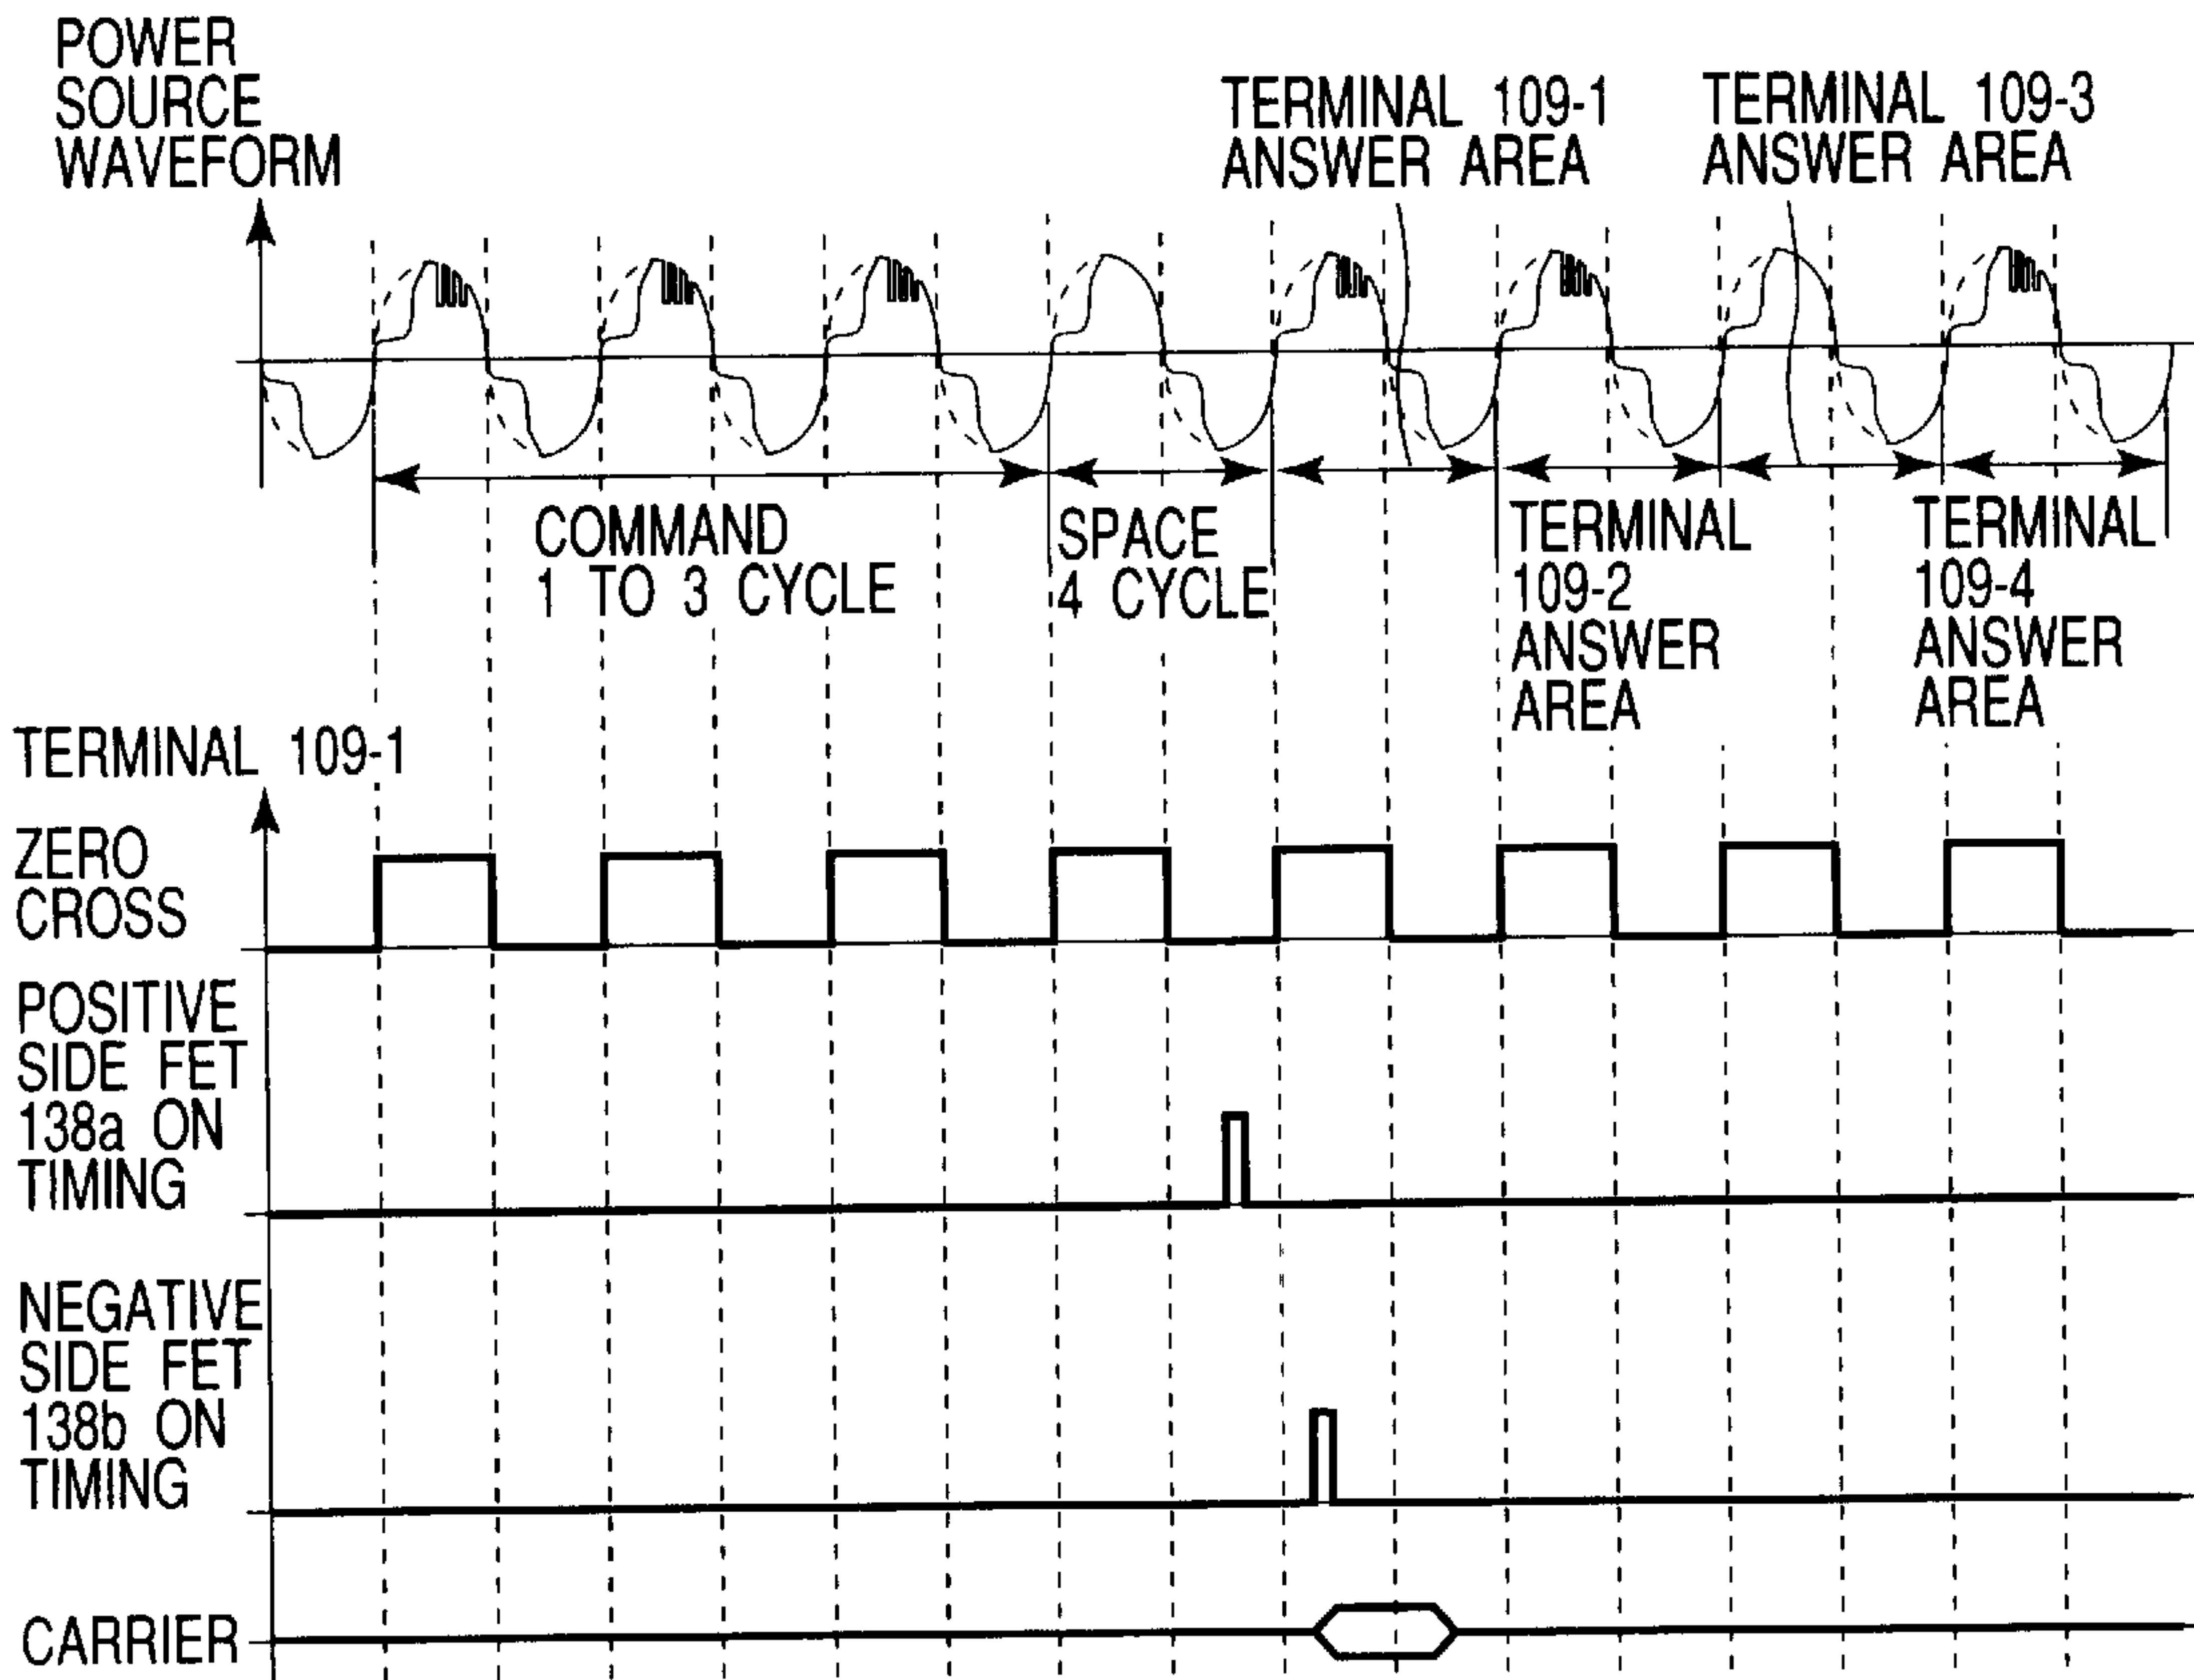 POWER
SOURCE
WAVEFORM
TERMINAL 109-1
ANSWER AREA
TERMINAL 109-3
ANSWER AREA
COMMAND
1 TO 3 CYCLE
SPACE
4 CYCLE
TERMINAL
109-2
ANSWER
AREA
TERMINAL
109-4
ANSWER
AREA
TERMINAL 109-1
ZERO
CROSS
POSITIVE
SIDE FET
138a ON
TIMING
NEGATIVE
SIDE FET
138b ON
TIMING
CARRIER